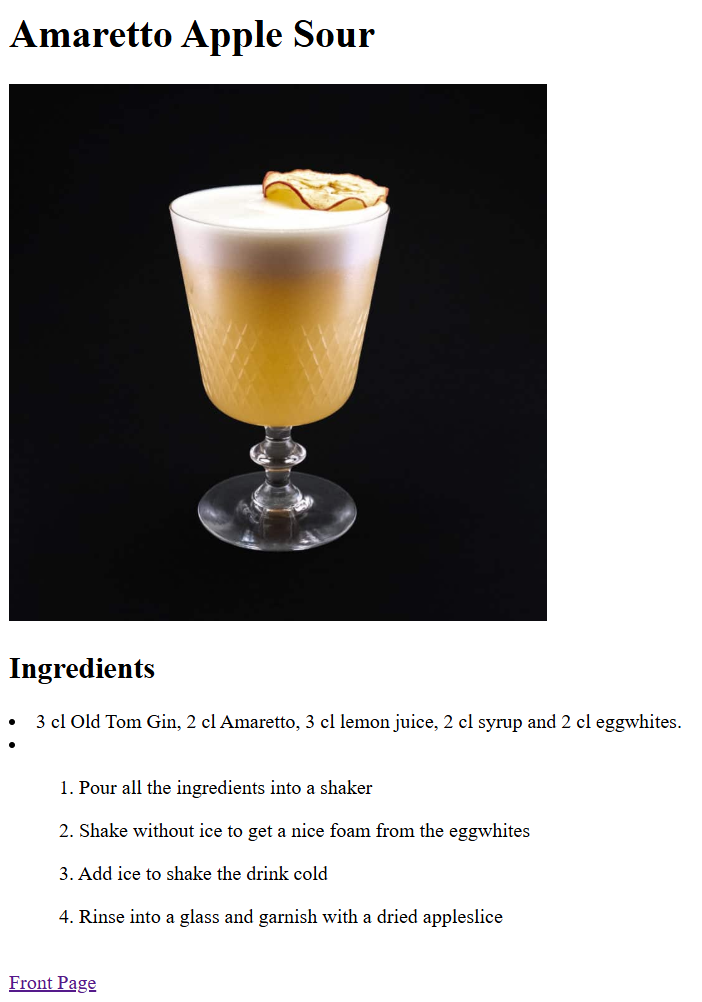 Amaretto Apple Sour
Ingredients
• 3 cl Old Tom Gin, 2 cl Amaretto, 3 cl lemon juice, 2 cl syrup and 2 cl eggwhites.
•
1. Pour all the ingredients into a shaker
2. Shake without ice to get a nice foam from the eggwhites
3. Add ice to shake the drink cold
4. Rinse into a glass and garnish with a dried appleslice
Front Page